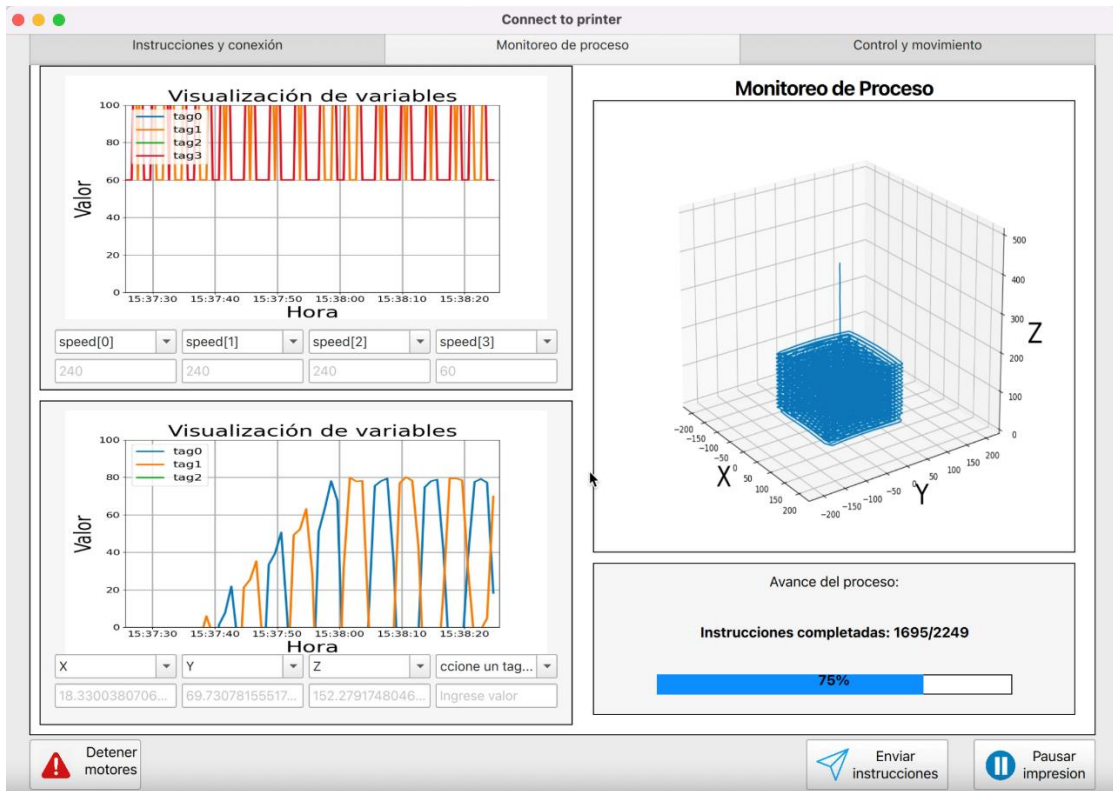 Connect to printer
Instrucciones y conexión
Monitoreo de proceso
Control y movimiento
Visualización de variables
100
80
60
40
20
0
Valor
tag0
tag1
tag2
tag3
15:37:30 15:37:40 15:37:50 15:38:00 15:38:10 15:38:20
Hora
speed[0] speed[1] speed[2] speed[3]
240 240 240 60
Visualización de variables
100
80
60
40
20
0
Valor
tag0
tag1
tag2
15:37:30 15:37:40 15:37:50 15:38:00 15:38:10 15:38:20
Hora
X Y Z ccione un tag...
18.3300380706... 69.73078155517... 152.2791748046... Ingrese valor
Monitoreo de Proceso
500
400
300
200
100
0
Z
-200
-150
-100
-50
0
50
100
150
200
X
-200
-150
-100
-50
0
50
100
150
200
Y
Avance del proceso:
Instrucciones completadas: 1695/2249
75%
Detener
motores
Enviar
instrucciones
Pausar
impresion